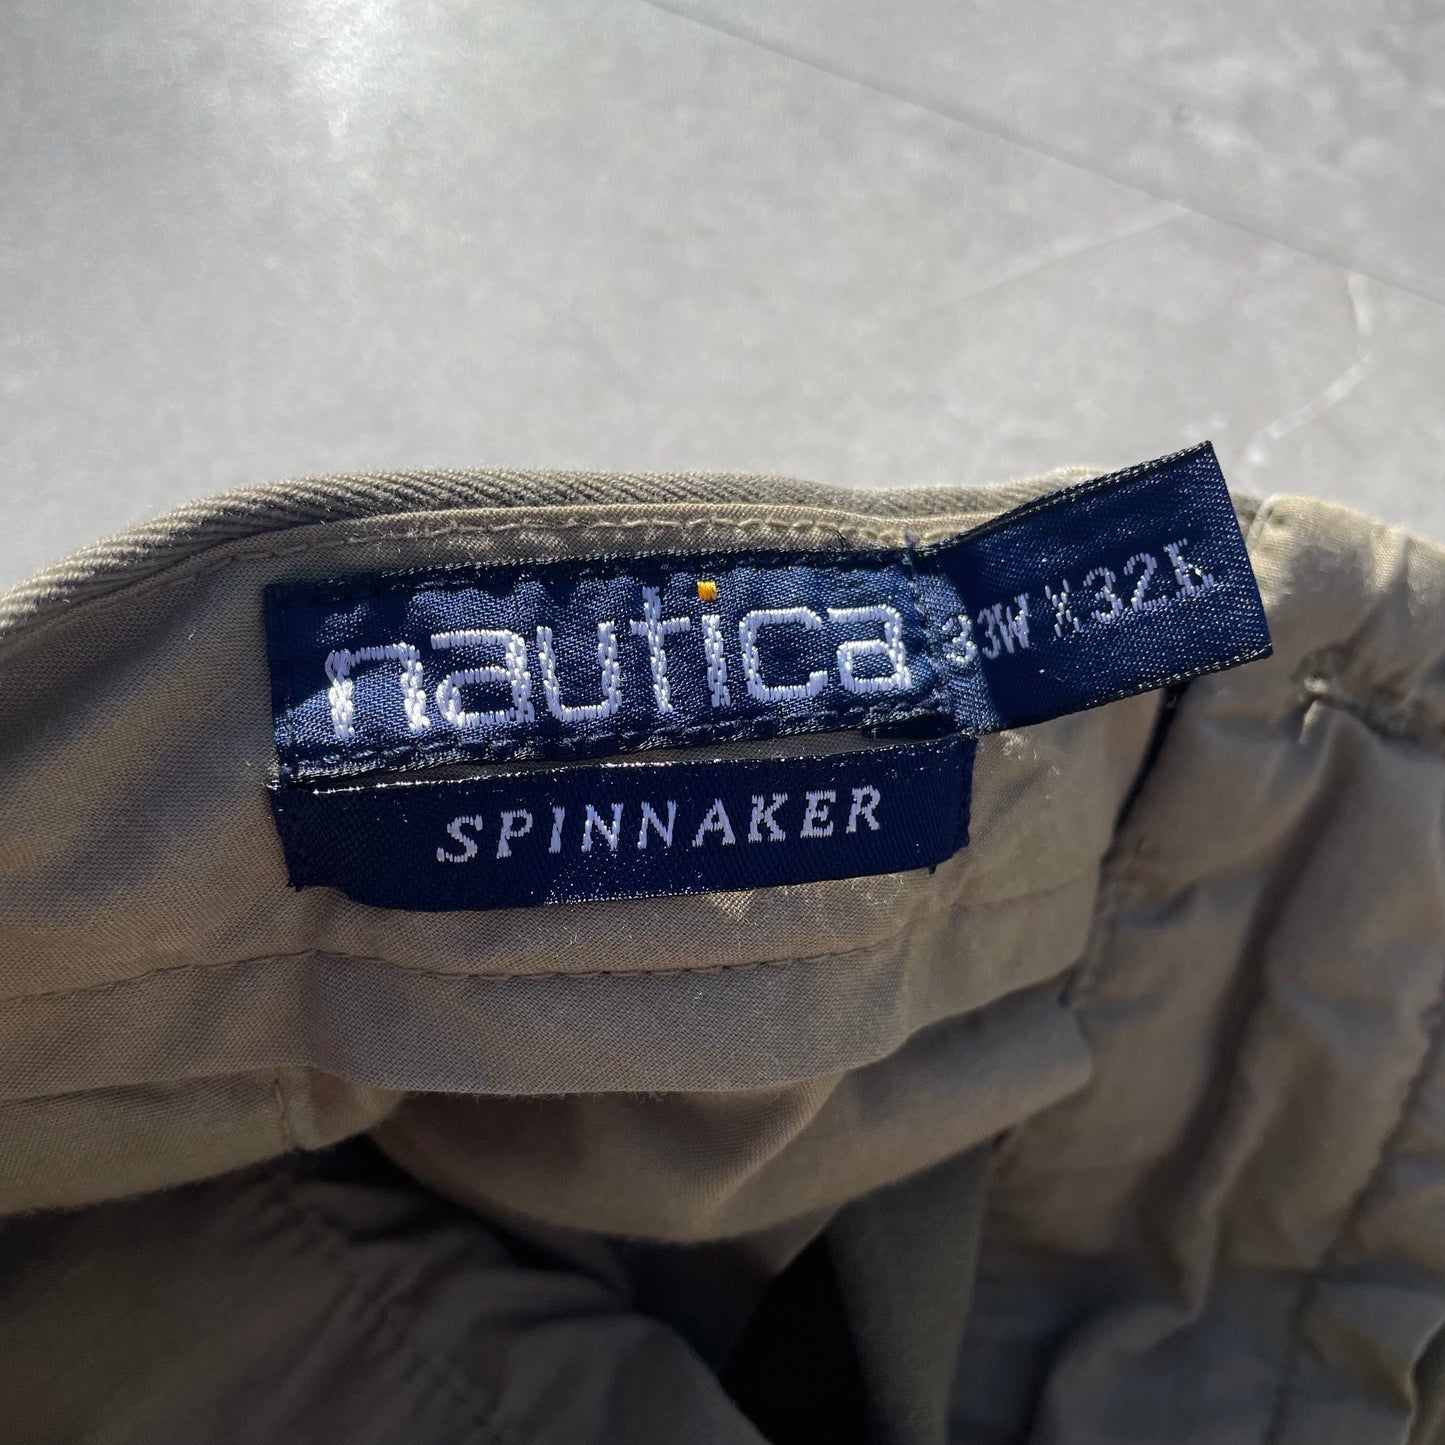 nautica
33W X 32L
SPINNAKER